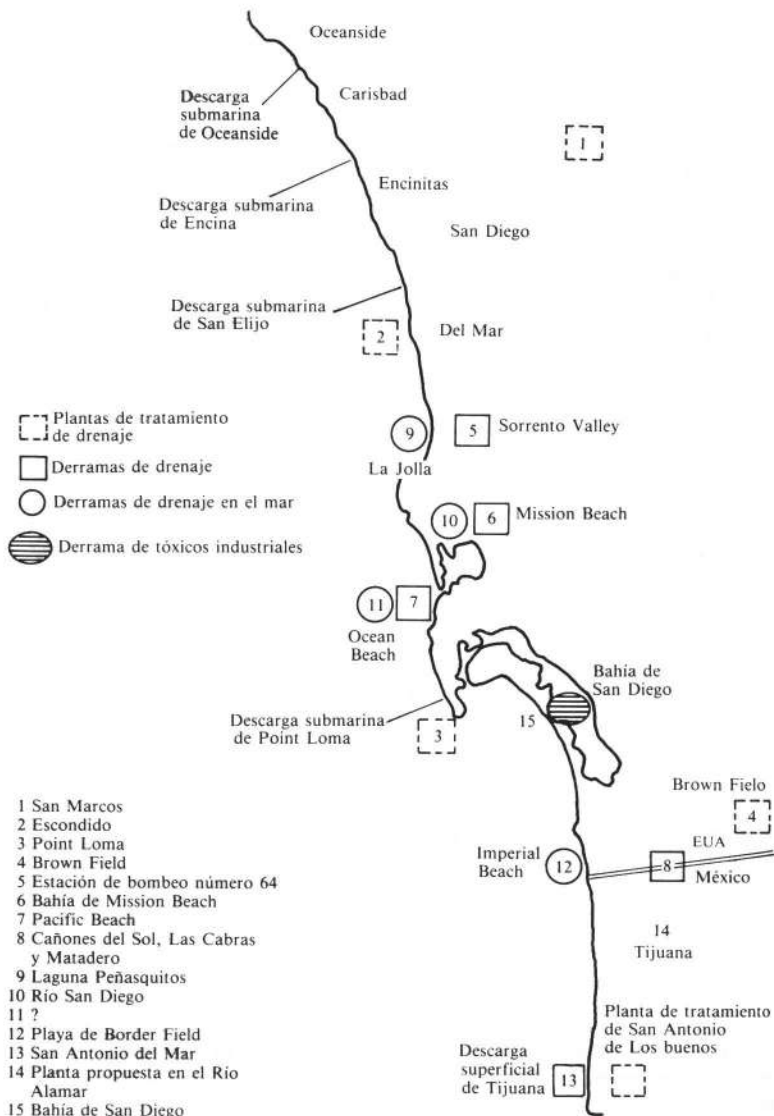 Oceanside
Descarga
submarina
de Oceanside
Carisbad
1
Encinitas
Descarga submarina
de Encina
San Diego
Descarga submarina
de San Elijo
2
Del Mar
Plantas de tratamiento
de drenaje
Derramas de drenaje
Derramas de drenaje en el mar
Derrama de tóxicos industriales
9
5
Sorrento Valley
La Jolla
10
6
Mission Beach
11
7
Ocean
Beach
Bahía de
San Diego
15
Descarga submarina
de Point Loma
3
Brown Fielo
4
EUA
Imperial
Beach
12
8
México
14
Tijuana
Planta de tratamiento
de San Antonio
de Los buenos
Descarga
superficial
de Tijuana
13
1 San Marcos
2 Escondido
3 Point Loma
4 Brown Field
5 Estación de bombeo número 64
6 Bahía de Mission Beach
7 Pacific Beach
8 Cañones del Sol, Las Cabras
y Matadero
9 Laguna Peñasquitos
10 Río San Diego
11 ?
12 Playa de Border Field
13 San Antonio del Mar
14 Planta propuesta en el Río
Alamar
15 Bahía de San Diego